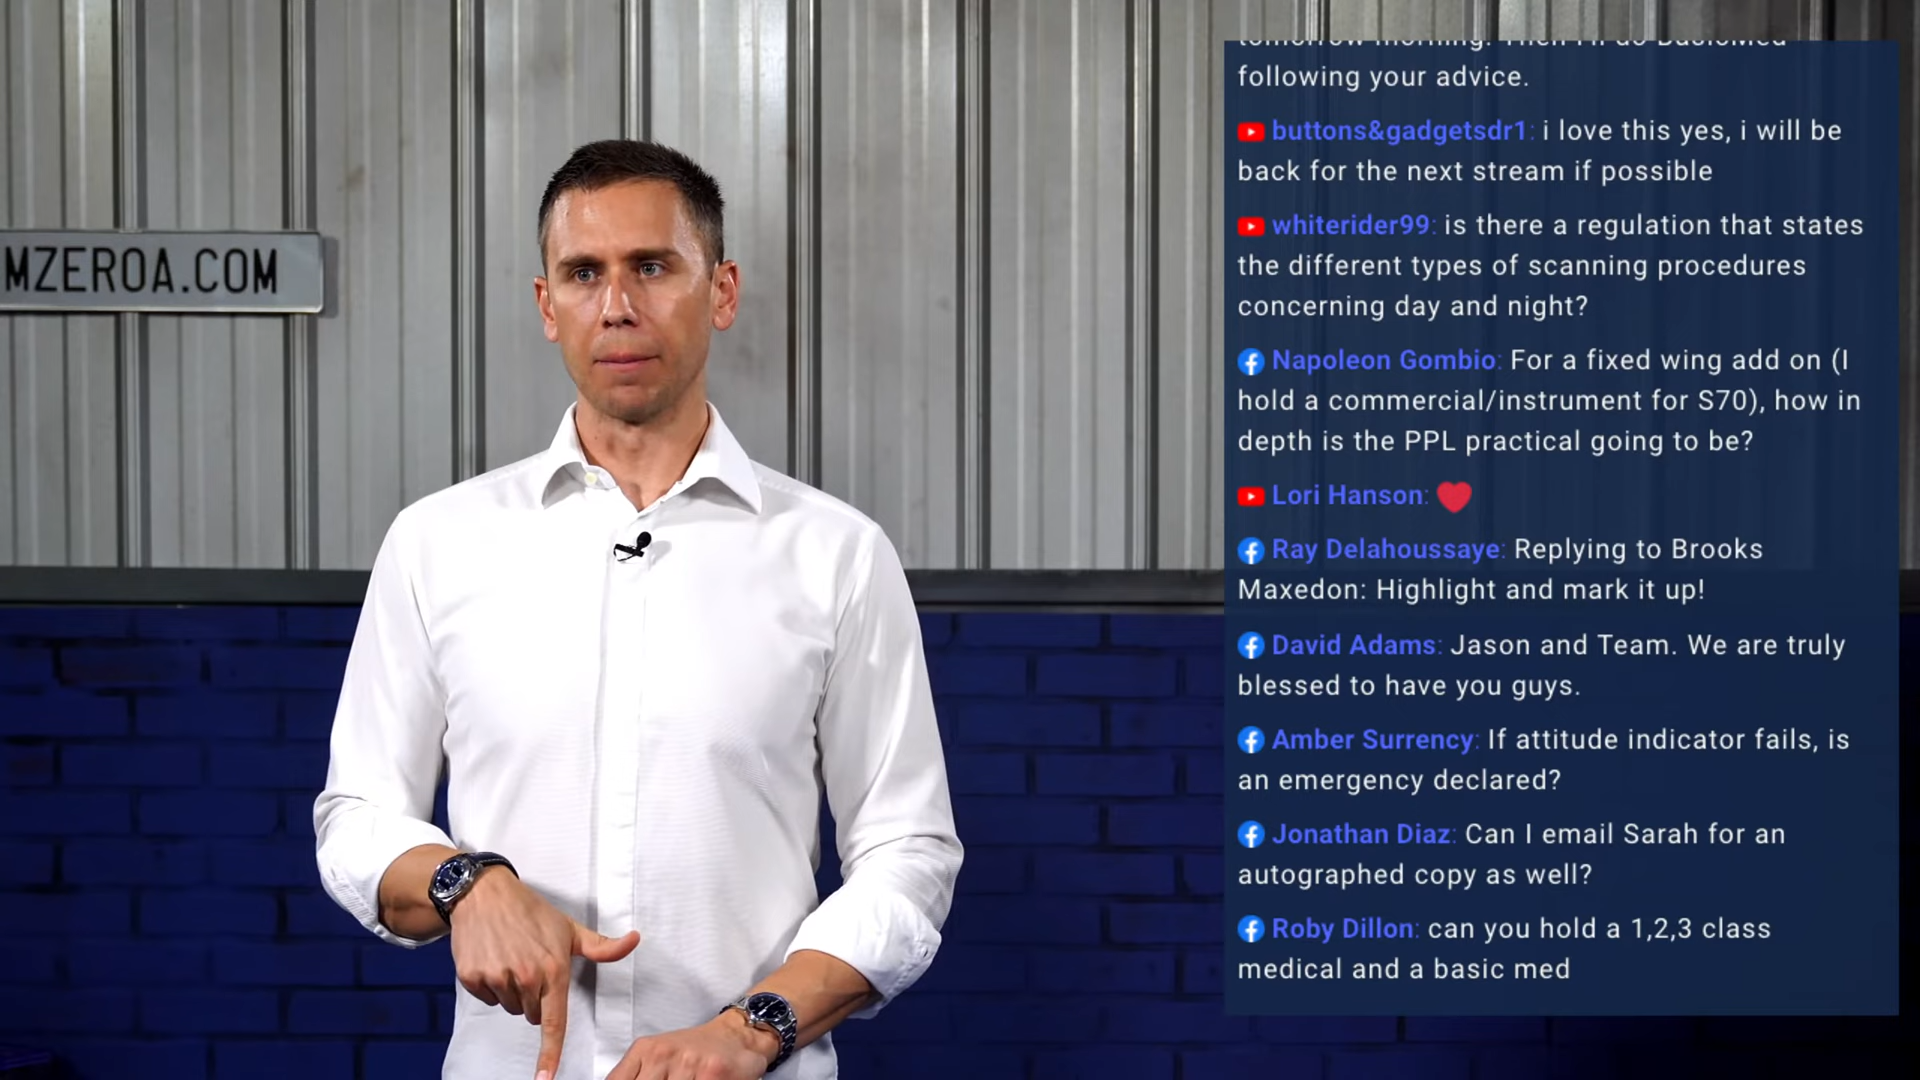 MZEROA.COM
tomorrow morning. Then I'll do BasicMed
following your advice.
buttons&gadgetsdr1: i love this yes, i will be
back for the next stream if possible
whiterider99: is there a regulation that states
the different types of scanning procedures
concerning day and night?
Napoleon Gombio: For a fixed wing add on (I
hold a commercial/instrument for S70), how in
depth is the PPL practical going to be?
Lori Hanson:
Ray Delahoussaye: Replying to Brooks
Maxedon: Highlight and mark it up!
David Adams: Jason and Team. We are truly
blessed to have you guys.
Amber Surrency: If attitude indicator fails, is
an emergency declared?
Jonathan Diaz: Can I email Sarah for an
autographed copy as well?
Roby Dillon: can you hold a 1,2,3 class
medical and a basic med